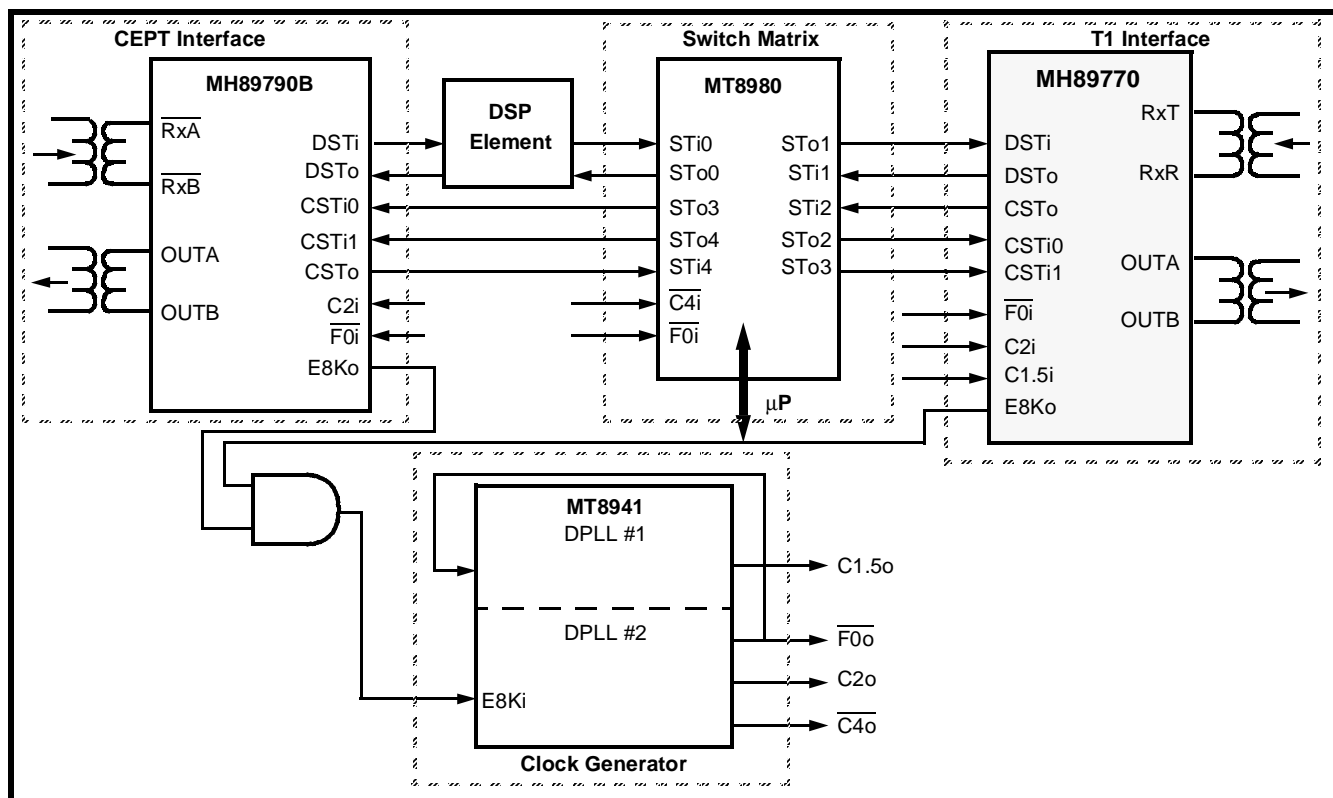 CEPT Interface
MH89790B
RxA
RxB
OUTA
OUTB
DSTi
DSTo
CSTi0
CSTi1
CSTo
C2i
F0i
E8Ko
DSP
Element
Switch Matrix
MT8980
STi0
STo0
STo3
STo4
STi4
C4i
F0i
STo1
STi1
STi2
STo2
STo3
µP
T1 Interface
MH89770
DSTi
DSTo
CSTo
CSTi0
CSTi1
F0i
C2i
C1.5i
E8Ko
RxT
RxR
OUTA
OUTB
MT8941
DPLL #1
DPLL #2
E8Ki
C1.5o
F0o
C2o
C4o
Clock Generator